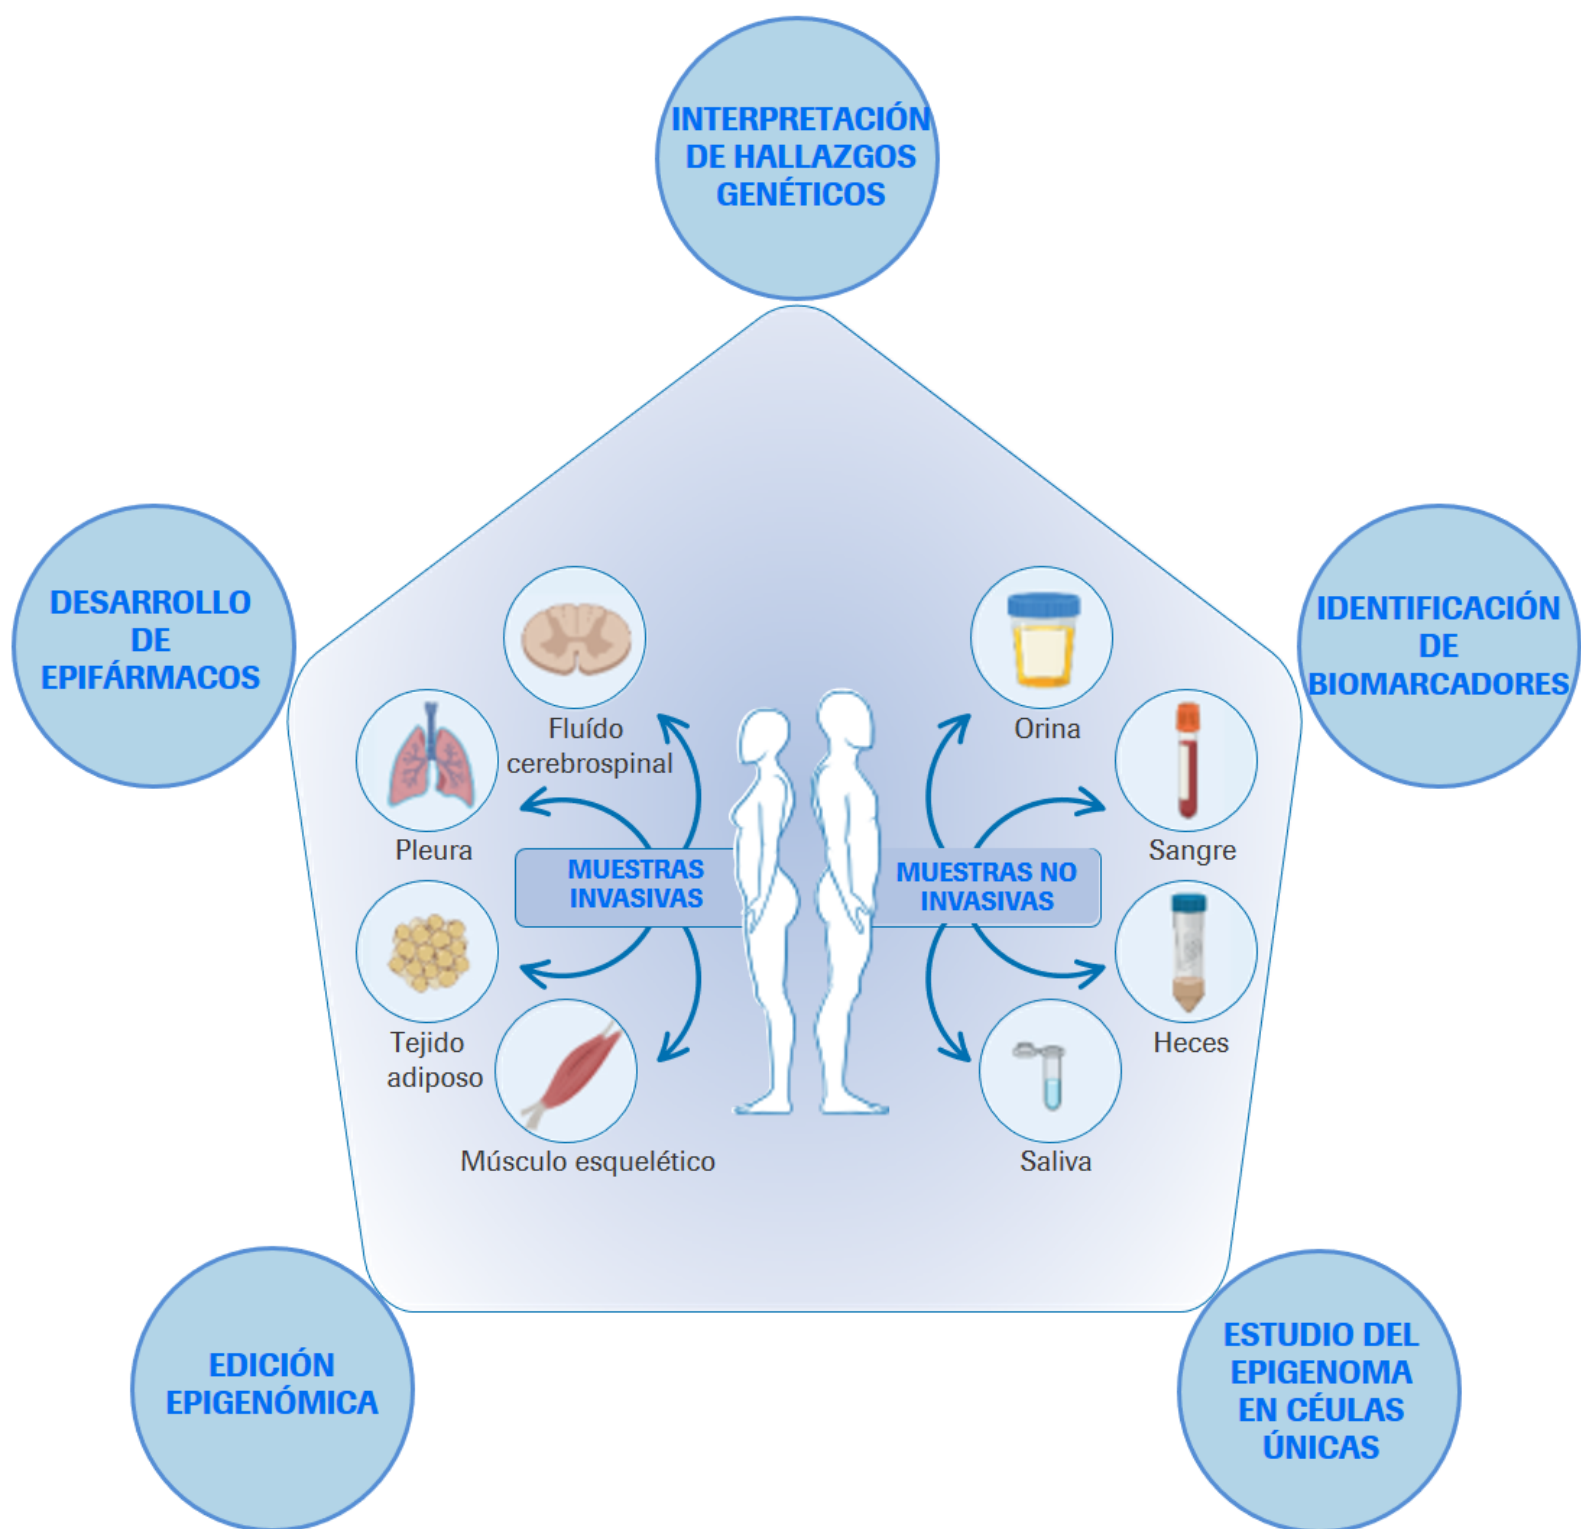 INTERPRETACIÓN
DE HALLAZGOS
GENÉTICOS
DESARROLLO
DE
EPIFÁRMACOS
IDENTIFICACIÓN
DE
BIOMARCADORES
Fluído
cerebrospinal
Pleura
MUESTRAS
INVASIVAS
Tejido
adiposo
Músculo esquelético
Orina
Sangre
MUESTRAS NO
INVASIVAS
Heces
Saliva
EDICIÓN
EPIGENÓMICA
ESTUDIO DEL
EPIGENOMA
EN CÉULAS
ÚNICAS